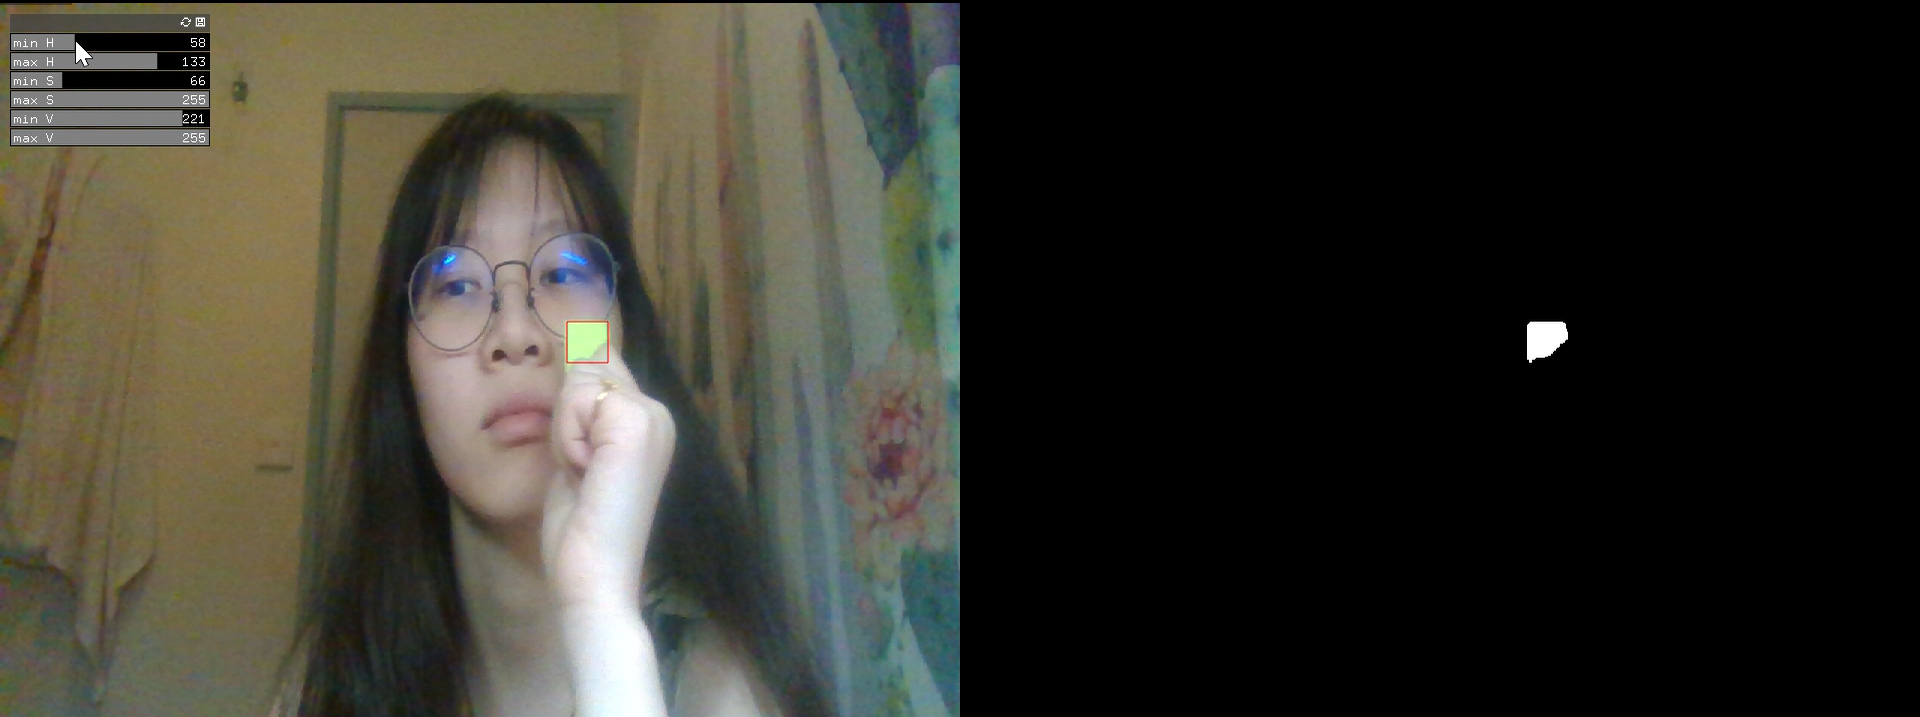 min H 58
max H 133
min S 66
max S 255
min V 221
max V 255